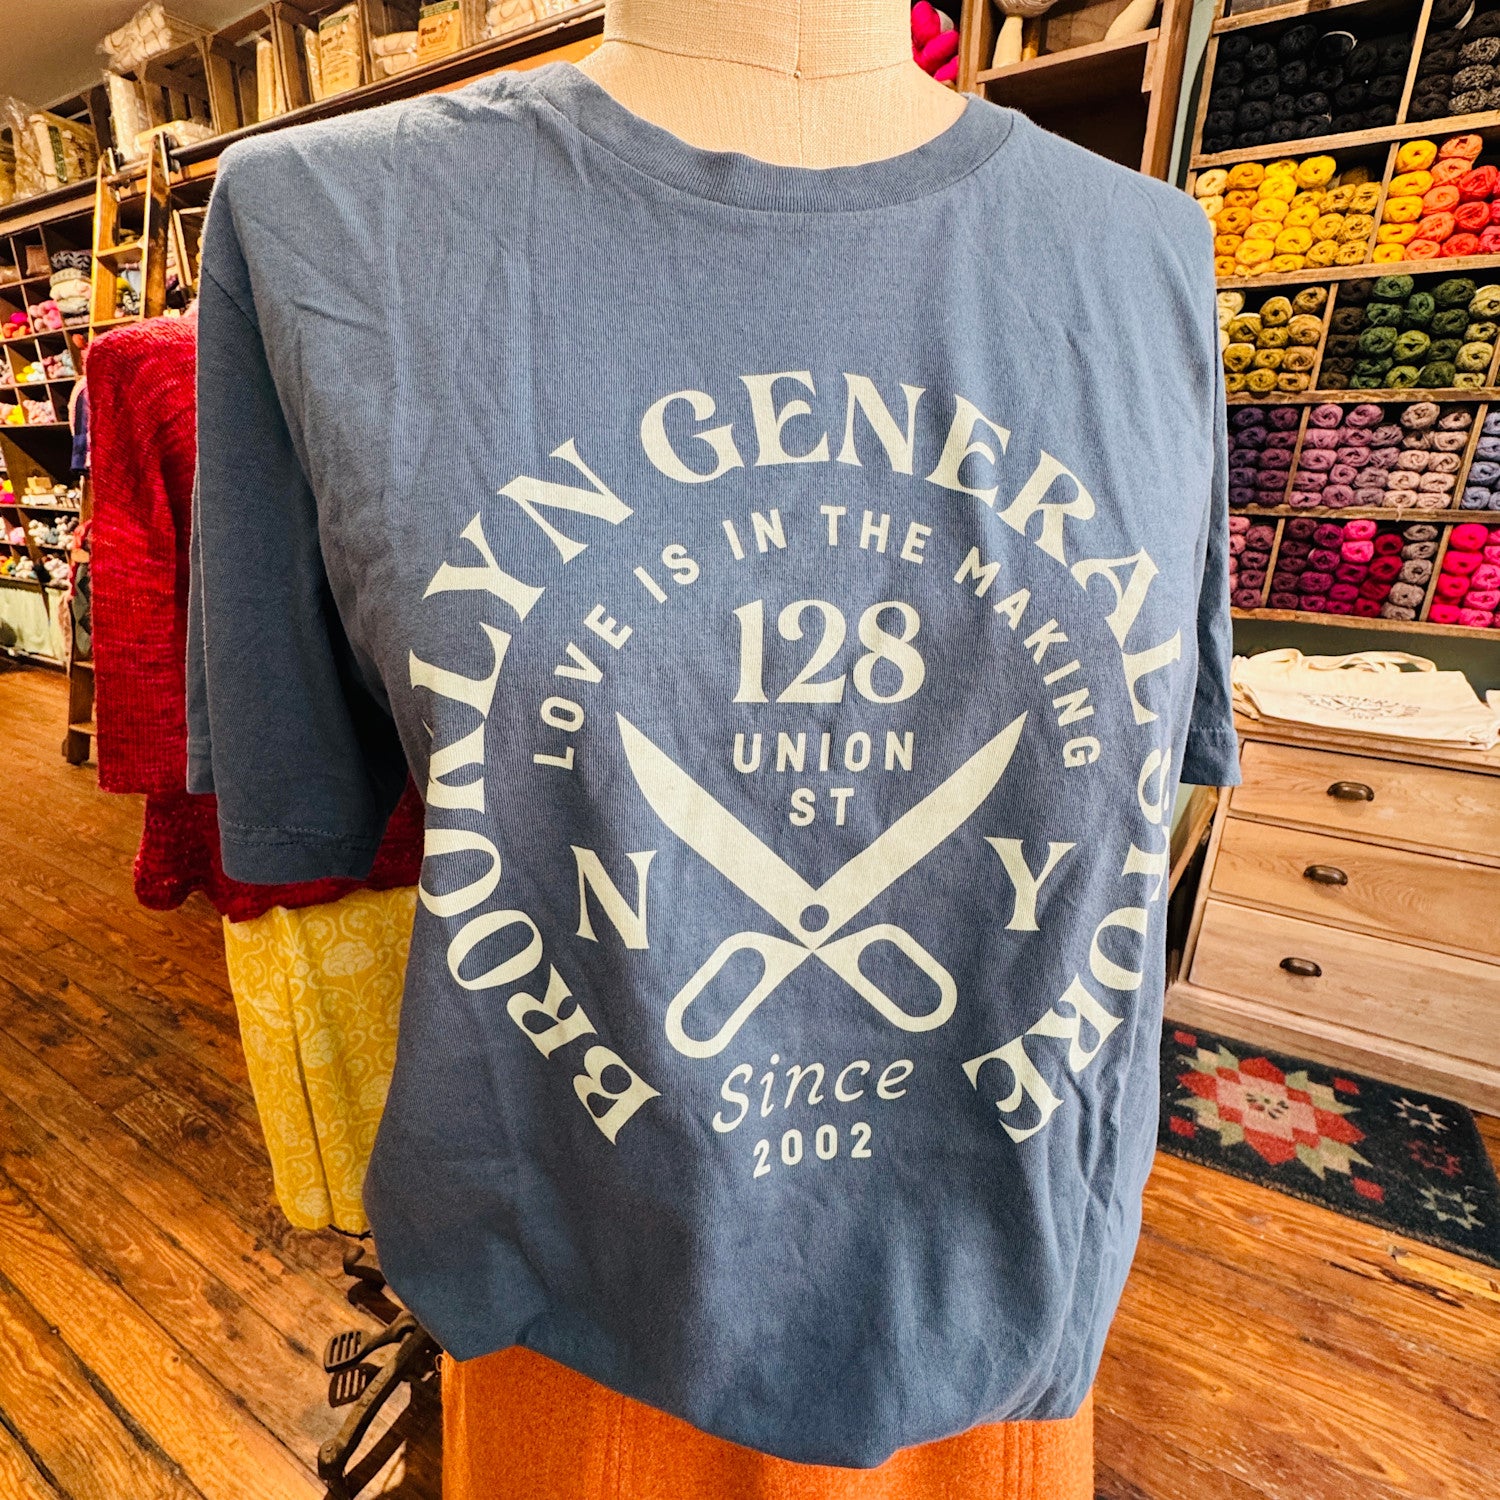 BROOKLYN GENERAL STORE
LOVE IS IN THE MAKING
128
UNION
ST
N Y
Since
2002